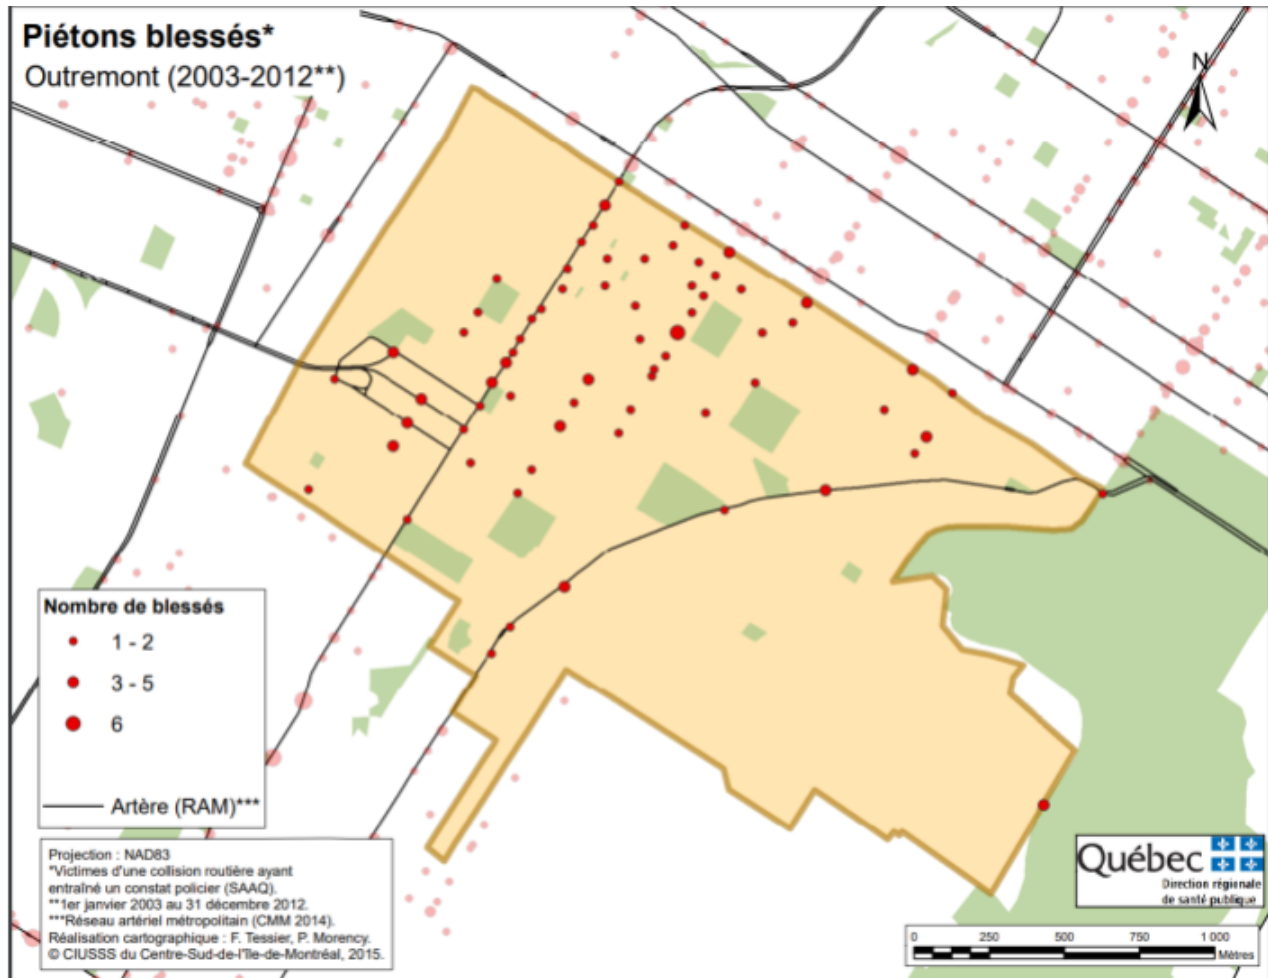 Piétons blessés*
Outremont (2003-2012**)
N
Nombre de blessés
1 - 2
3 - 5
6
Artère (RAM)***
Projection : NAD83
*Victimes d'une collision routière ayant
entraîné un constat policier (SAAQ).
**1er janvier 2003 au 31 décembre 2012.
***Réseau artériel métropolitain (CMM 2014).
Réalisation cartographique : F. Tessier, P. Morency.
© CIUSSS du Centre-Sud-de-l'Île-de-Montréal, 2015.
Québec
Direction régionale
de santé publique
0 250 500 750 1 000
Mètres